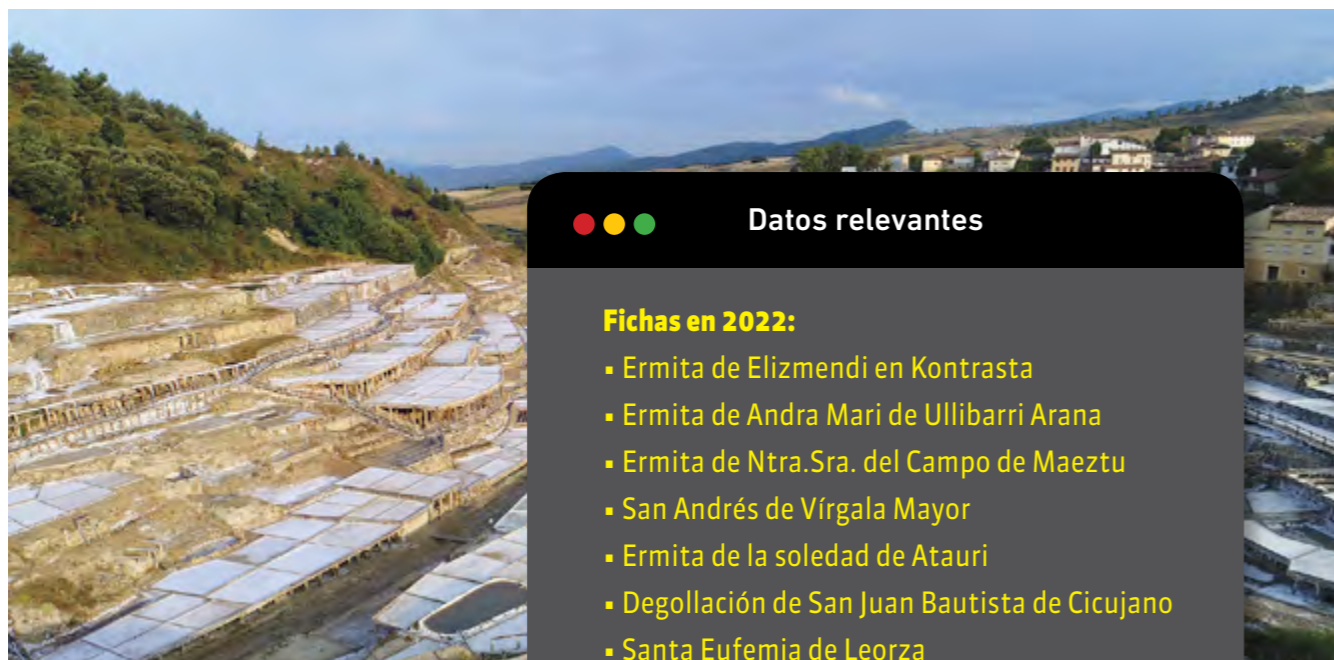 Datos relevantes
Fichas en 2022:
▪ Ermita de Elizmendi en Kontrasta
▪ Ermita de Andra Mari de Ullibarri Arana
▪ Ermita de Ntra.Sra. del Campo de Maeztu
▪ San Andrés de Vírgala Mayor
▪ Ermita de la soledad de Atauri
▪ Degollación de San Juan Bautista de Cicujano
▪ Santa Eufemia de Leorza